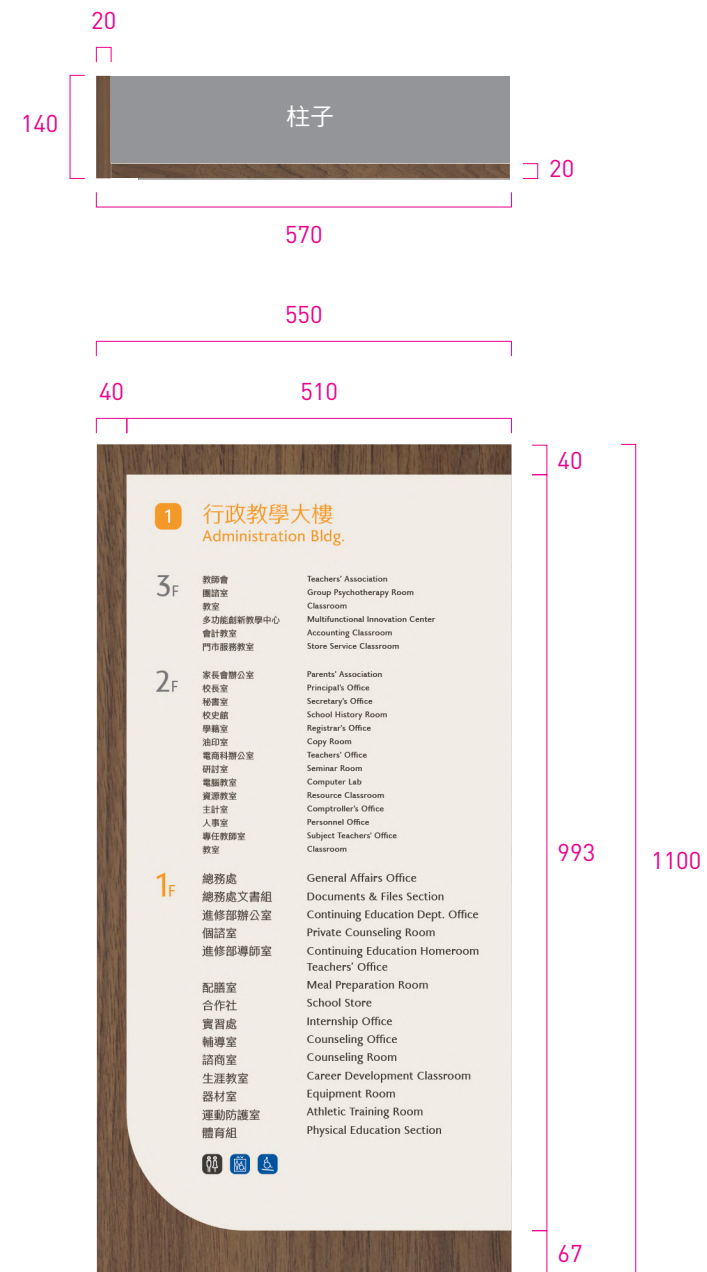 20
140
柱子
20
570
550
40 510
40
1 行政教學大樓
Administration Bldg.
3F 教師會 Teachers' Association
團諮室 Group Psychotherapy Room
教室 Classroom
多功能創新教學中心 Multifunctional Innovation Center
會計教室 Accounting Classroom
門市服務教室 Store Service Classroom
2F 家長會辦公室 Parents' Association
校長室 Principal's Office
秘書室 Secretary's Office
校史館 School History Room
學籍室 Registrar's Office
油印室 Copy Room
電商科辦公室 Teachers' Office
研討室 Seminar Room
電腦教室 Computer Lab
資源教室 Resource Classroom
主計室 Comptroller's Office
人事室 Personnel Office
專任教師室 Subject Teachers' Office
教室 Classroom
993
1100
1F 總務處 General Affairs Office
總務處文書組 Documents & Files Section
進修部辦公室 Continuing Education Dept. Office
個諮室 Private Counseling Room
進修部導師室 Continuing Education Homeroom
Teachers' Office
配膳室 Meal Preparation Room
合作社 School Store
實習處 Internship Office
輔導室 Counseling Office
諮商室 Counseling Room
生涯教室 Career Development Classroom
器材室 Equipment Room
運動防護室 Athletic Training Room
體育組 Physical Education Section
67